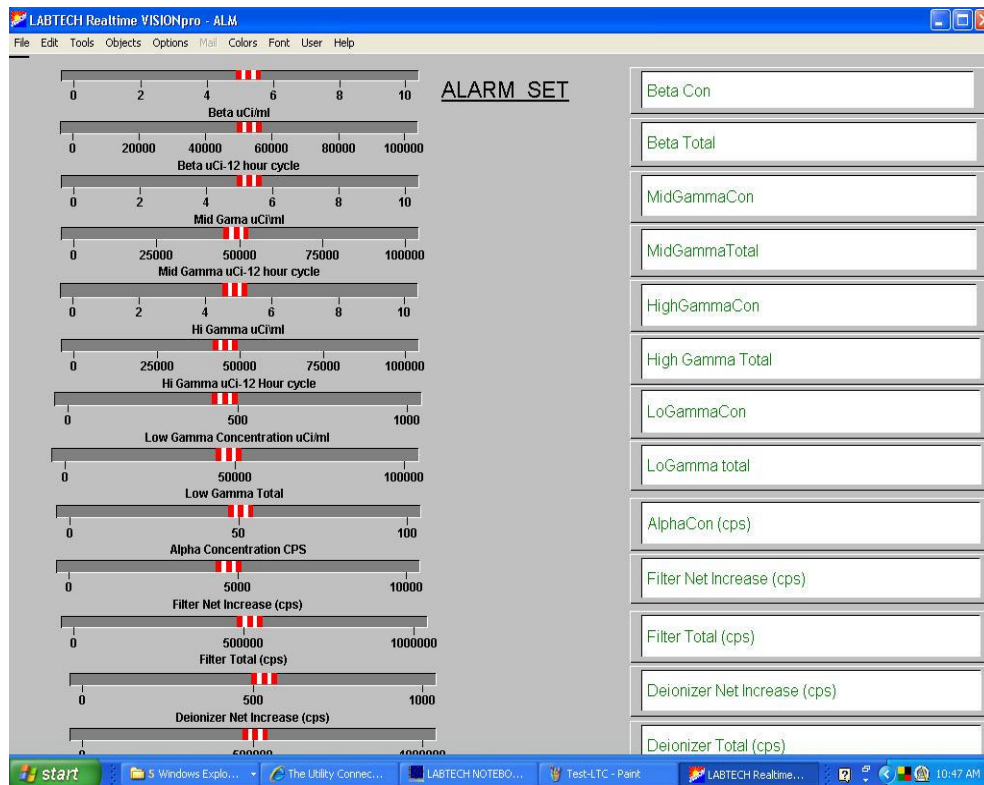 LABTECH Realtime VISIONpro - ALM
File Edit Tools Objects Options Mail Colors Font User Help
ALARM SET
0 2 4 6 8 10
Beta uCi/ml
0 20000 40000 60000 80000 100000
Beta uCi-12 hour cycle
0 2 4 6 8 10
Mid Gama uCi\ml
0 25000 50000 75000 100000
Mid Gamma uCi-12 hour cycle
0 2 4 6 8 10
Hi Gamma uCi\ml
0 25000 50000 75000 100000
Hi Gamma uCi-12 Hour cycle
0 500 1000
Low Gamma Concentration uCi/ml
0 50000 100000
Low Gamma Total
0 50 100
Alpha Concentration CPS
0 5000 10000
Filter Net Increase (cps)
0 500000 1000000
Filter Total (cps)
0 500 1000
Deionizer Net Increase (cps)
Beta Con
Beta Total
MidGammaCon
MidGammaTotal
HighGammaCon
High Gamma Total
LoGammaCon
LoGamma total
AlphaCon (cps)
Filter Net Increase (cps)
Filter Total (cps)
Deionizer Net Increase (cps)
Deionizer Total (cps)
start 5 Windows Explo... The Utility Connec... LABTECH NOTEBO... Test-LTC - Paint LABTECH Realtime... 10:47 AM